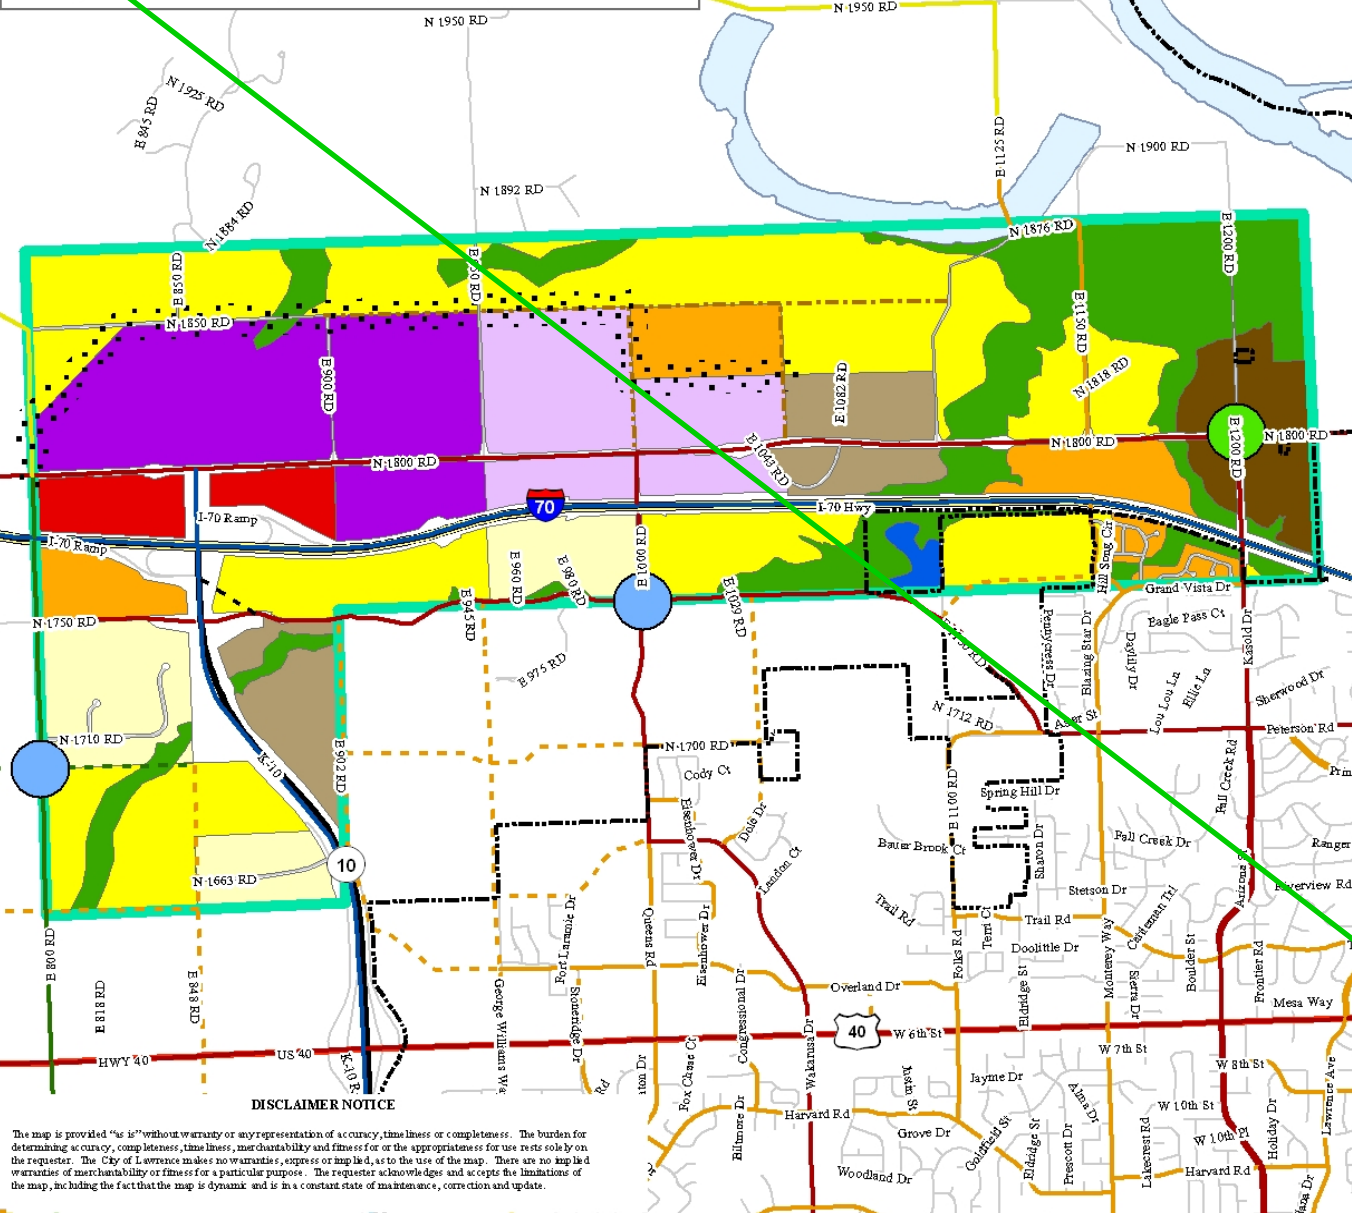 N 1950 RD
N 1950 RD
N 1925 RD
E 845 RD
E 1125 RD
N 1900 RD
N 1892 RD
N 1884 RD
N 1876 RD
E 1200 RD
E 850 RD
N 1850 RD
E 1150 RD
E 900 RD
E 1082 RD
N 1818 RD
N 1800 RD
E 1043 RD
N 1800 RD
E 1200 RD
N 1800 RD
70
I-70 Hwy
I-70 Ramp
I-70 Ramp
E 1000 RD
E 960 RD
E 980 RD
E 945 RD
E 1029 RD
Hill Song Cir
Grand Vista Dr
N 1750 RD
Eagle Pass Ct
Kasold Dr
Pentycress Dr
Blazing Star Dr
Daylily Dr
E 975 RD
Lou Lou Ln
Ellie Ln
Sherwood Dr
N 1712 RD
Aster St
Peterson Rd
N 1710 RD
N 1700 RD
K-10
E 902 RD
Cody Ct
Spring Hill Dr
Fall Creek Rd
Prin
E 1100 RD
Eisenhower Dr
Dole Dr
Bauer Brook Ct
Sharon Dr
Fall Creek Dr
Ranger
10
Landon Ct
N 1663 RD
Stetson Dr
Riverview Rd
Trail Rd
Terri Ct
Trail Rd
Fort Laramie Dr
Queens Rd
Eisenhower Dr
Folks Rd
Doolittle Dr
Monterey Way
Boulder St
Frontier Rd
E 800 RD
E 818 RD
E 848 RD
George Williams Wa
Stoneridge Dr
Congressional Dr
Overland Dr
Eldridge St
Sierra Dr
Mesa Way
HWY 40
US 40
40
W 6th St
Wakarusa Dr
W 7th St
W 8th St
K-10 R
Rd
Fox Chase Ct
Justin St
Jayme Dr
Alma Dr
Lawrence Ave
DISCLAIMER NOTICE
The map is provided “as is” without warranty or any representation of accuracy, timeliness or completeness. The burden for
determining accuracy, completeness, timeliness, merchantability and fitness for or the appropriateness for use rests solely on
the requester. The City of Lawrence makes no warranties, express or implied, as to the use of the map. There are no implied
warranties of merchantability or fitness for a particular purpose. The requester acknowledges and accepts the limitations of
the map, including the fact that the map is dynamic and is in a constant state of maintenance, correction and update.
Biltmore Dr
Harvard Rd
Grove Dr
Goldfield St
Eldridge St
Prescott Dr
W 10th St
W 10th Pl
Holiday Dr
Lakecrest Rd
Harvard Rd
Woodland Dr